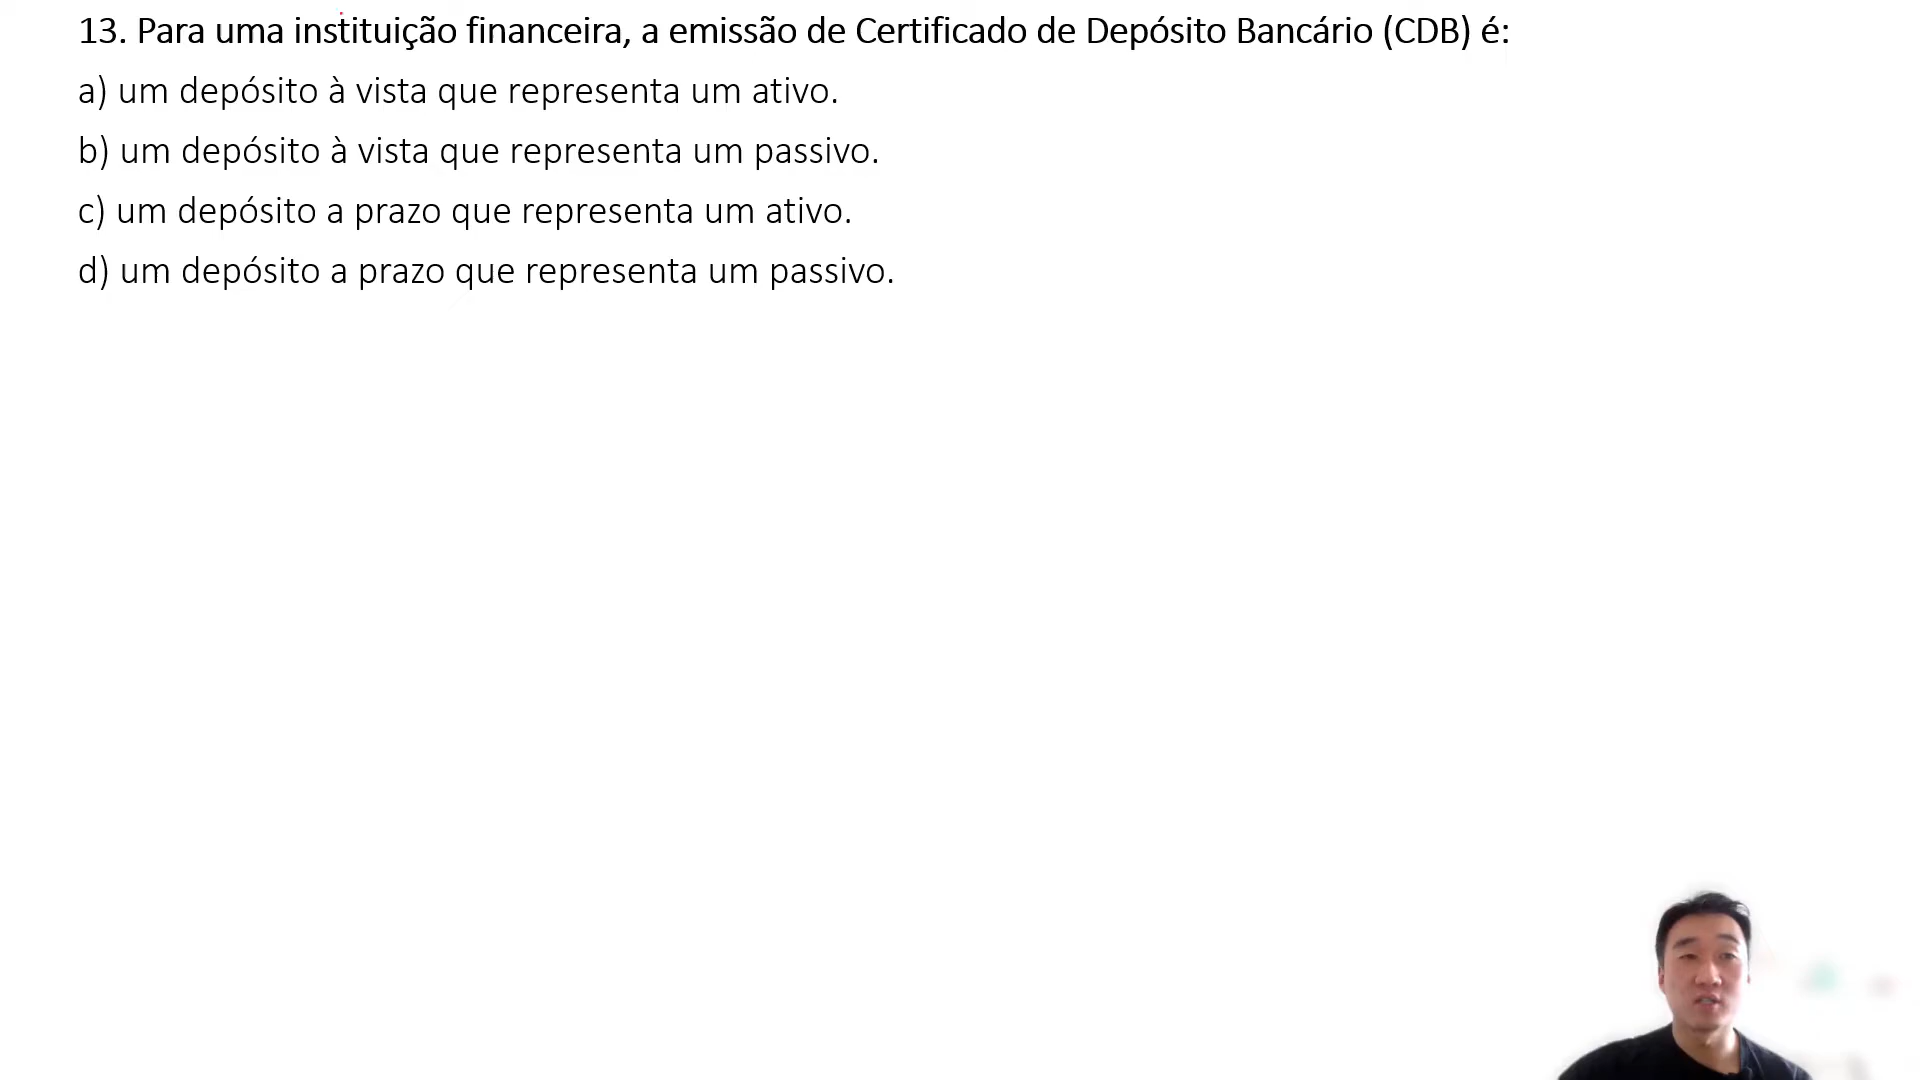 13. Para uma instituição financeira, a emissão de Certificado de Depósito Bancário (CDB) é:
a) um depósito à vista que representa um ativo.
b) um depósito à vista que representa um passivo.
c) um depósito a prazo que representa um ativo.
d) um depósito a prazo que representa um passivo.